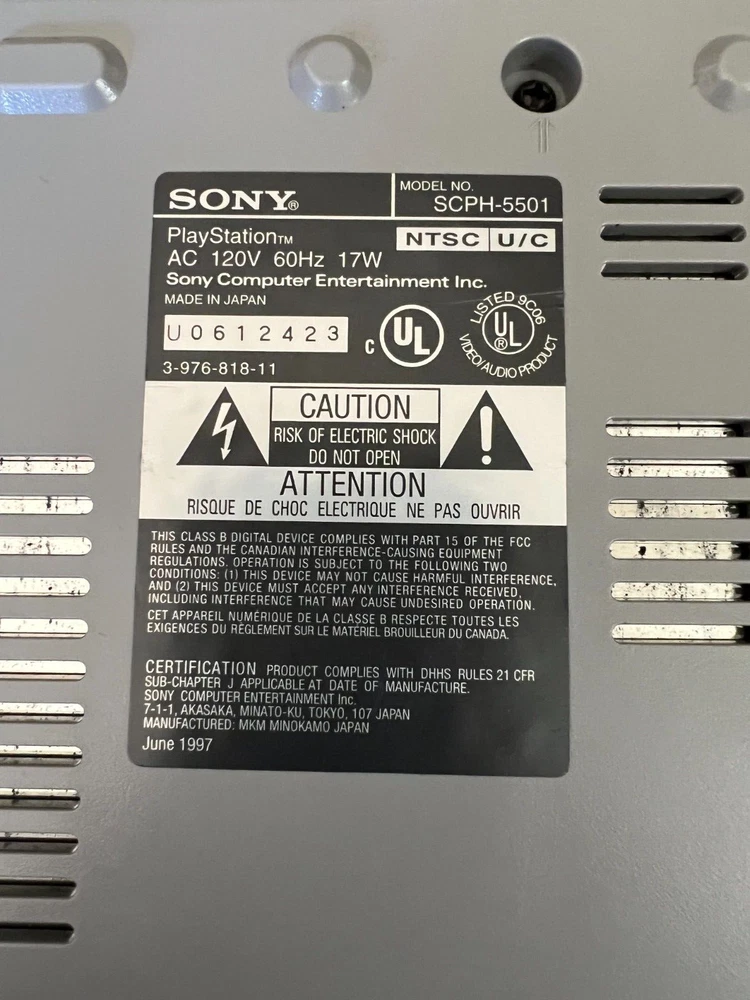 SONY®
MODEL NO.
SCPH-5501
PlayStation™
NTSC U/C
AC 120V 60Hz 17W
Sony Computer Entertainment Inc.
MADE IN JAPAN
U0612423
C UL
LISTED 9C06
UL®
VIDEO/AUDIO PRODUCT
3-976-818-11
CAUTION
RISK OF ELECTRIC SHOCK
DO NOT OPEN
ATTENTION
RISQUE DE CHOC ELECTRIQUE NE PAS OUVRIR
THIS CLASS B DIGITAL DEVICE COMPLIES WITH PART 15 OF THE FCC
RULES AND THE CANADIAN INTERFERENCE-CAUSING EQUIPMENT
REGULATIONS. OPERATION IS SUBJECT TO THE FOLLOWING TWO
CONDITIONS: (1) THIS DEVICE MAY NOT CAUSE HARMFUL INTERFERENCE,
AND (2) THIS DEVICE MUST ACCEPT ANY INTERFERENCE RECEIVED,
INCLUDING INTERFERENCE THAT MAY CAUSE UNDESIRED OPERATION.
CET APPAREIL NUMÉRIQUE DE LA CLASSE B RESPECTE TOUTES LES
EXIGENCES DU RÉGLEMENT SUR LE MATÉRIEL BROUILLEUR DU CANADA.
CERTIFICATION PRODUCT COMPLIES WITH DHHS RULES 21 CFR
SUB-CHAPTER J APPLICABLE AT DATE OF MANUFACTURE.
SONY COMPUTER ENTERTAINMENT Inc.
7-1-1, AKASAKA, MINATO-KU, TOKYO, 107 JAPAN
MANUFACTURED: MKM MINOKAMO JAPAN
June 1997